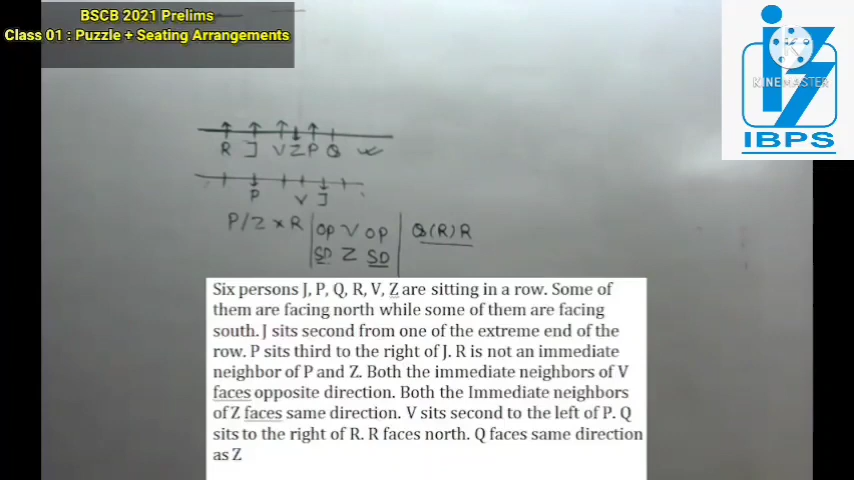 BSCB 2021 Prelims
Class 01 : Puzzle + Seating Arrangements
KINEMASTER
IBPS
R J V Z P Q
P V J
P/Z × R | OP V OP | Q(R)R
SD Z SD
Six persons J, P, Q, R, V, Z are sitting in a row. Some of
them are facing north while some of them are facing
south. J sits second from one of the extreme end of the
row. P sits third to the right of J. R is not an immediate
neighbor of P and Z. Both the immediate neighbors of V
faces opposite direction. Both the Immediate neighbors
of Z faces same direction. V sits second to the left of P. Q
sits to the right of R. R faces north. Q faces same direction
as Z